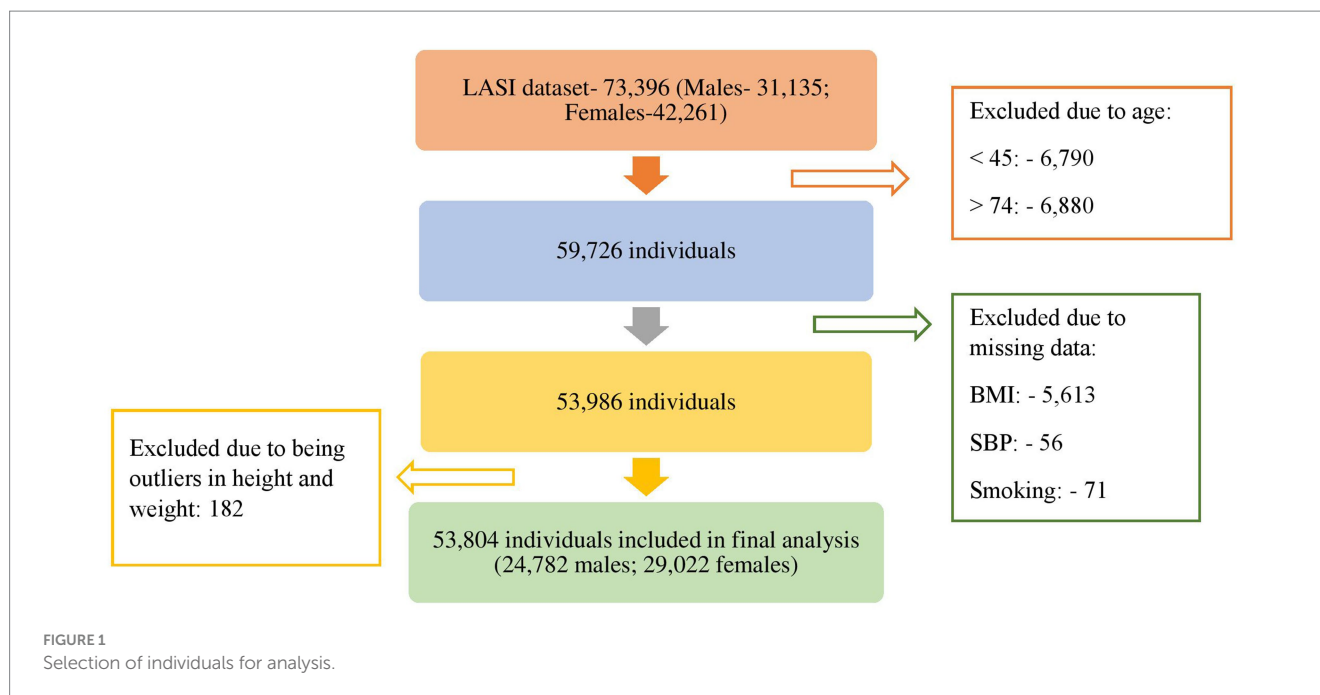 LASI dataset- 73,396 (Males- 31,135;
Females-42,261)
Excluded due to age:
< 45: - 6,790
> 74: - 6,880
59,726 individuals
Excluded due to
missing data:
BMI: - 5,613
SBP: - 56
Smoking: - 71
53,986 individuals
Excluded due to being
outliers in height and
weight: 182
53,804 individuals included in final analysis
(24,782 males; 29,022 females)
FIGURE 1
Selection of individuals for analysis.